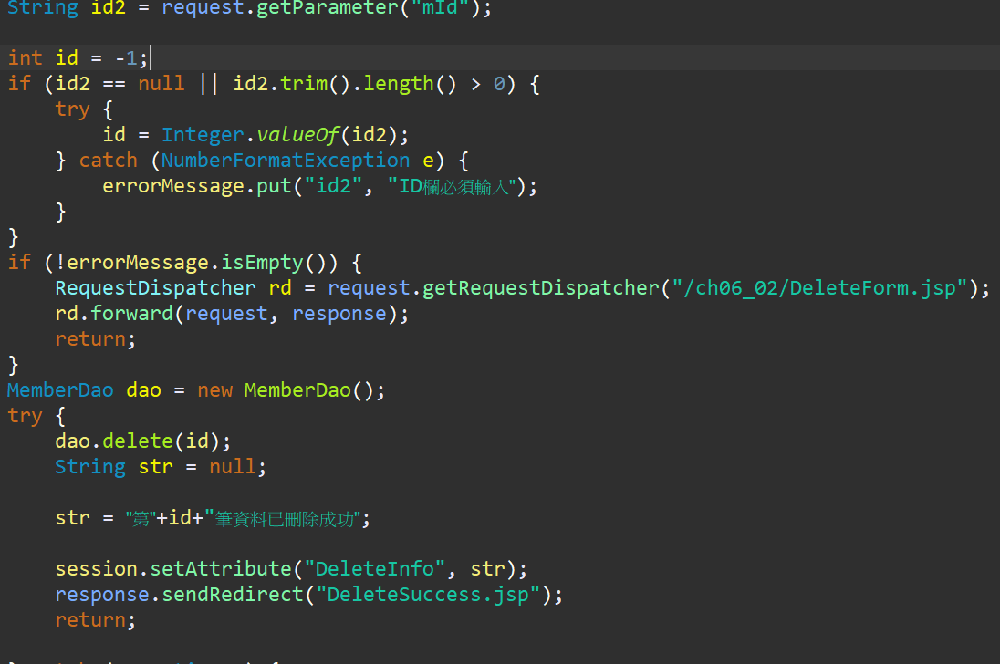 String id2 = request.getParameter("mId");
int id = -1;
if (id2 == null || id2.trim().length() > 0) {
try {
id = Integer.valueOf(id2);
} catch (NumberFormatException e) {
errorMessage.put("id2", "ID欄必須輸入");
}
}
if (!errorMessage.isEmpty()) {
RequestDispatcher rd = request.getRequestDispatcher("/ch06_02/DeleteForm.jsp");
rd.forward(request, response);
return;
}
MemberDao dao = new MemberDao();
try {
dao.delete(id);
String str = null;
str = "第"+id+"筆資料已刪除成功";
session.setAttribute("DeleteInfo", str);
response.sendRedirect("DeleteSuccess.jsp");
return;